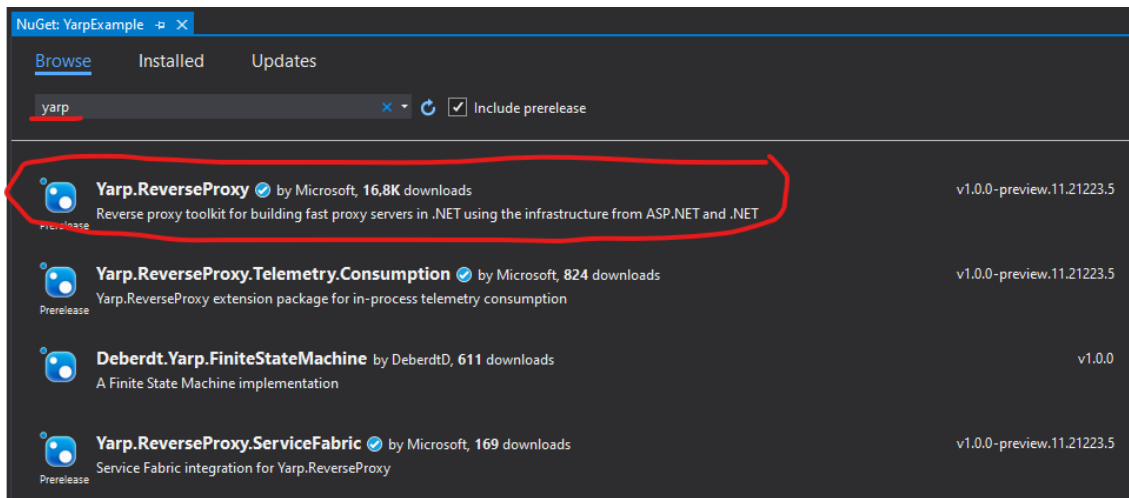 NuGet: YarpExample
Browse Installed Updates
yarp Include prerelease
Yarp.ReverseProxy by Microsoft, 16,8K downloads v1.0.0-preview.11.21223.5
Reverse proxy toolkit for building fast proxy servers in .NET using the infrastructure from ASP.NET and .NET
Prerelease
Yarp.ReverseProxy.Telemetry.Consumption by Microsoft, 824 downloads v1.0.0-preview.11.21223.5
Yarp.ReverseProxy extension package for in-process telemetry consumption
Prerelease
Deberdt.Yarp.FiniteStateMachine by DeberdtD, 611 downloads v1.0.0
A Finite State Machine implementation
Yarp.ReverseProxy.ServiceFabric by Microsoft, 169 downloads v1.0.0-preview.11.21223.5
Service Fabric integration for Yarp.ReverseProxy
Prerelease